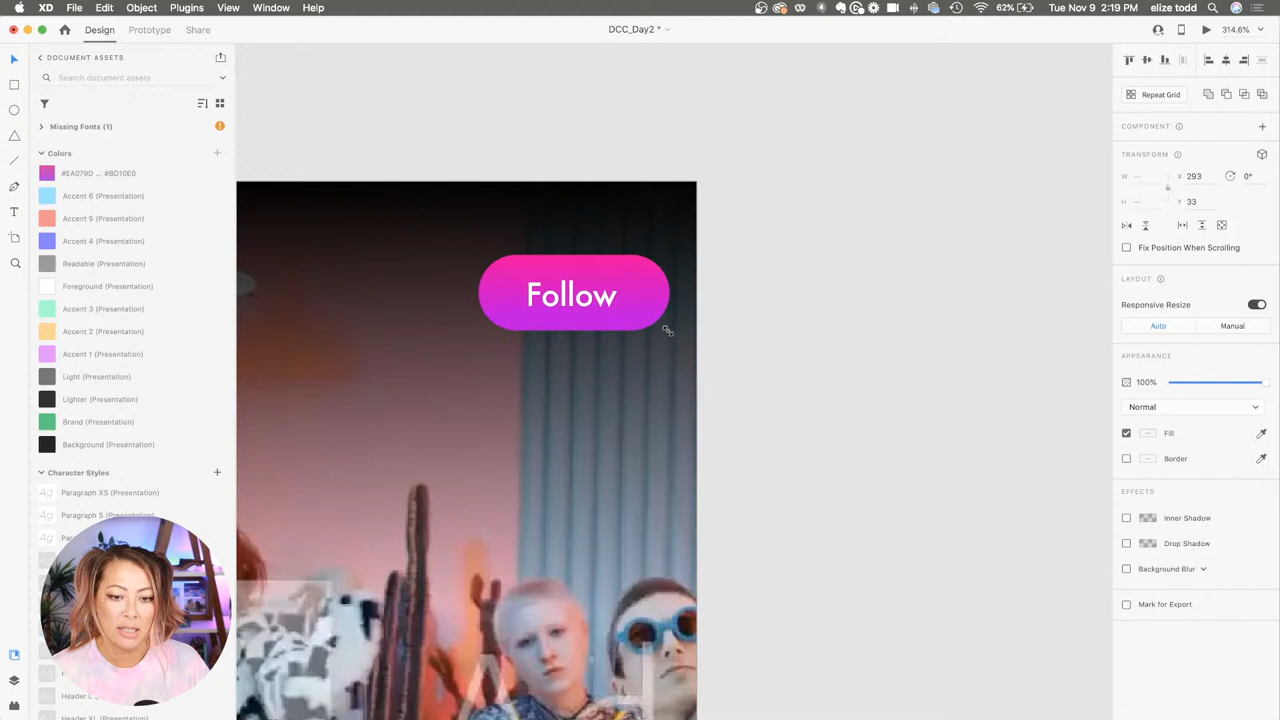 XD File Edit Object Plugins View Window Help
4 62% Tue Nov 9 2:19 PM elise todd
Design Prototype Share
DCC_Day2 *
314.6%
DOCUMENT ASSETS
Search document assets
Missing Fonts (1)
Colors
#EA079D ... #BD10E0
Accent 6 (Presentation)
Accent 5 (Presentation)
Accent 4 (Presentation)
Readable (Presentation)
Foreground (Presentation)
Accent 3 (Presentation)
Accent 2 (Presentation)
Accent 1 (Presentation)
Light (Presentation)
Lighter (Presentation)
Brand (Presentation)
Background (Presentation)
Character Styles
Ag Paragraph XS (Presentation)
Ag Paragraph S (Presentation)
Ag
Header L
Header XL (Presentation)
Follow
Repeat Grid
COMPONENT
TRANSFORM
W X 293 0°
H Y 33
Fix Position When Scrolling
LAYOUT
Responsive Resize
Auto Manual
APPEARANCE
100%
Normal
Fill
Border
EFFECTS
Inner Shadow
Drop Shadow
Background Blur
Mark for Export